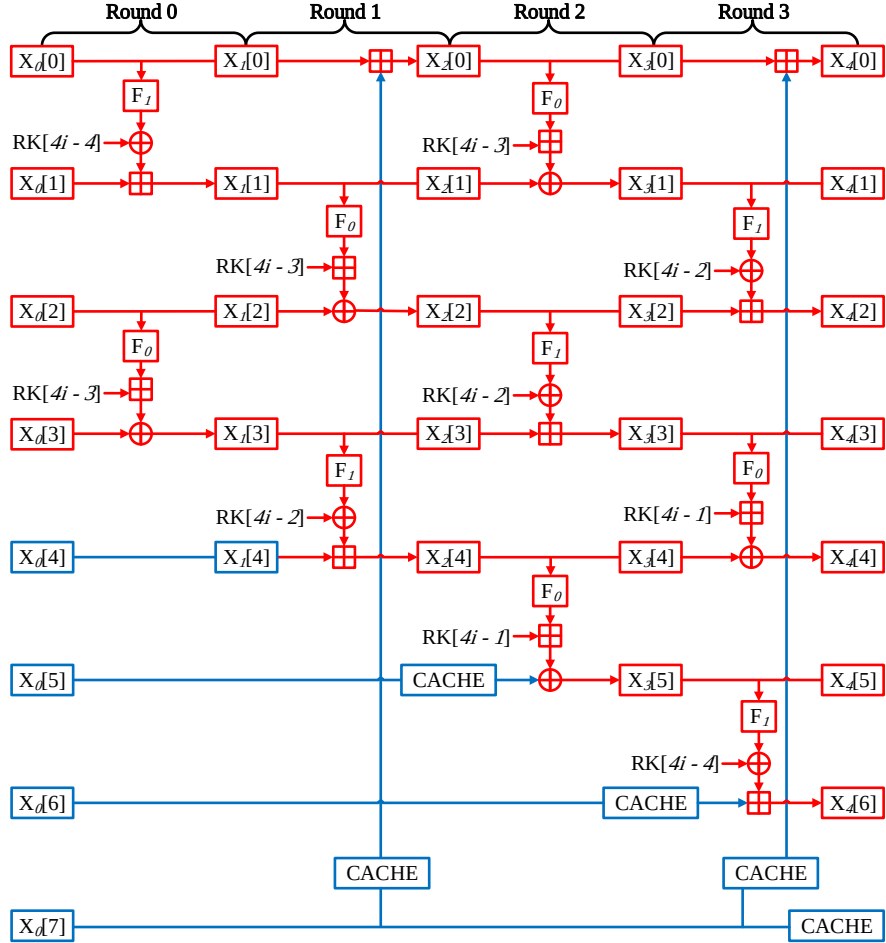 Round 0 Round 1 Round 2 Round 3
X0[0] X1[0] X2[0] X3[0] X4[0]
F1 F0
RK[4i - 4] RK[4i - 3]
X0[1] X1[1] X2[1] X3[1] X4[1]
F0 F1
RK[4i - 3] RK[4i - 2]
X0[2] X1[2] X2[2] X3[2] X4[2]
F0 F1
RK[4i - 3] RK[4i - 2]
X0[3] X1[3] X2[3] X3[3] X4[3]
F1 F0
RK[4i - 2] RK[4i - 1]
X0[4] X1[4] X2[4] X3[4] X4[4]
F0
RK[4i - 1]
X0[5] CACHE X3[5] X4[5]
F1
RK[4i - 4]
X0[6] CACHE X4[6]
CACHE CACHE
X0[7] CACHE